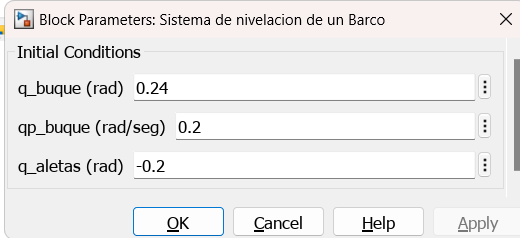 Block Parameters: Sistema de nivelacion de un Barco
Initial Conditions
q_buque (rad) 0.24
qp_buque (rad/seg) 0.2
q_aletas (rad) -0.2
OK Cancel Help Apply